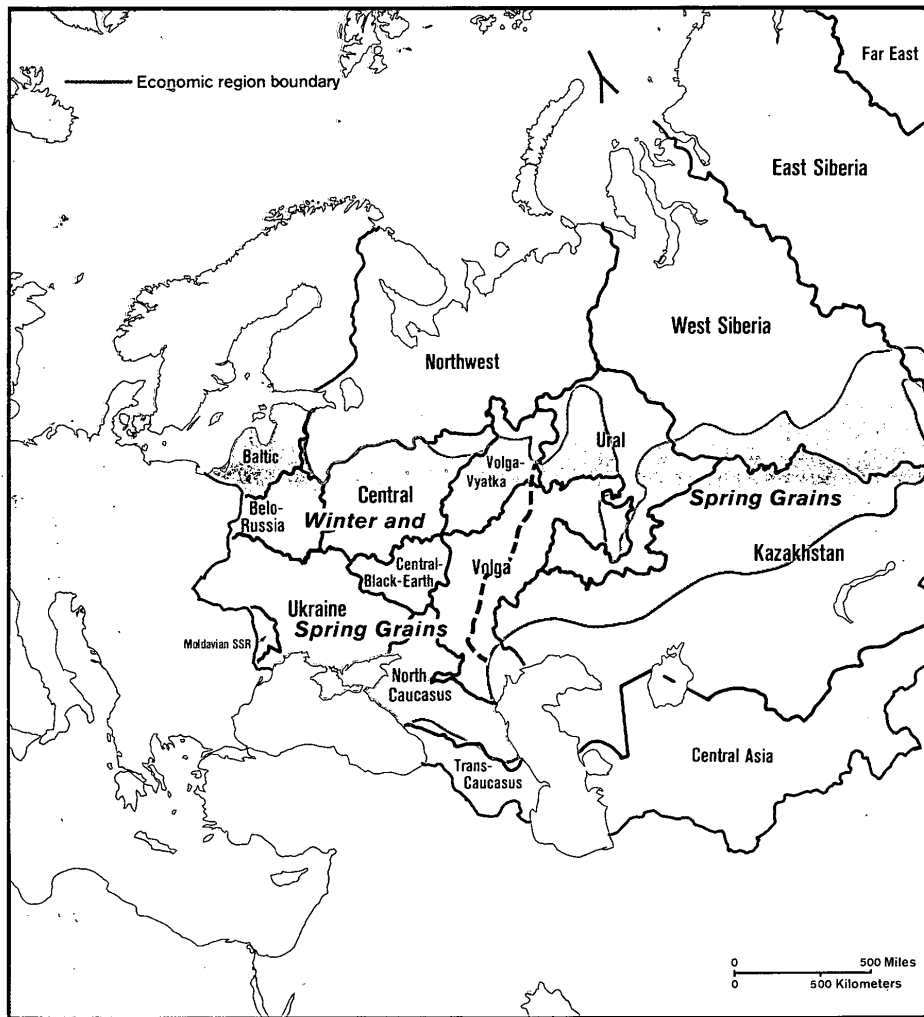 Far East
Economic region boundary
East Siberia
West Siberia
Northwest
Ural
Baltic
Volga-
Vyatka
Central
Spring Grains
Belo-
Russia
Winter and
Kazakhstan
Central-
Black-Earth
Volga
Ukraine
Spring Grains
Moldavian SSR
North
Caucasus
Central Asia
Trans-
Caucasus
0 500 Miles
0 500 Kilometers